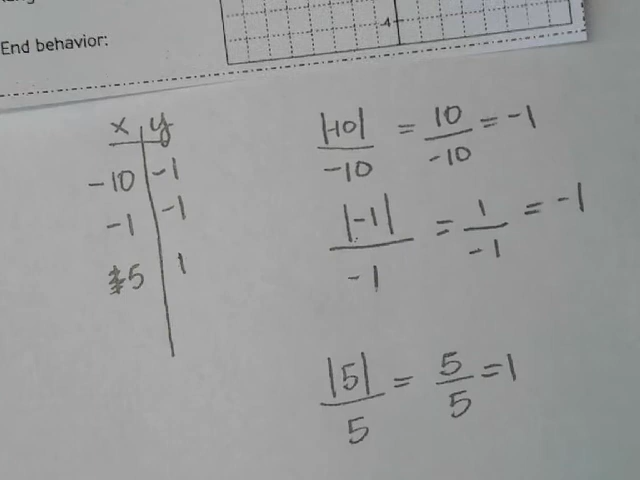 End behavior:
-4
x y
-10 -1
-1 -1
5 1
|-10| / -10 = 10 / -10 = -1
|-1| / -1 = 1 / -1 = -1
|5| / 5 = 5 / 5 = 1